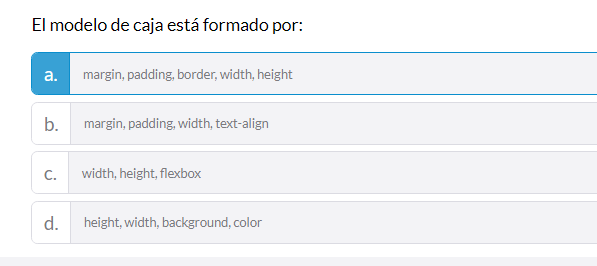 El modelo de caja está formado por:
a. margin, padding, border, width, height
b. margin, padding, width, text-align
c. width, height, flexbox
d. height, width, background, color